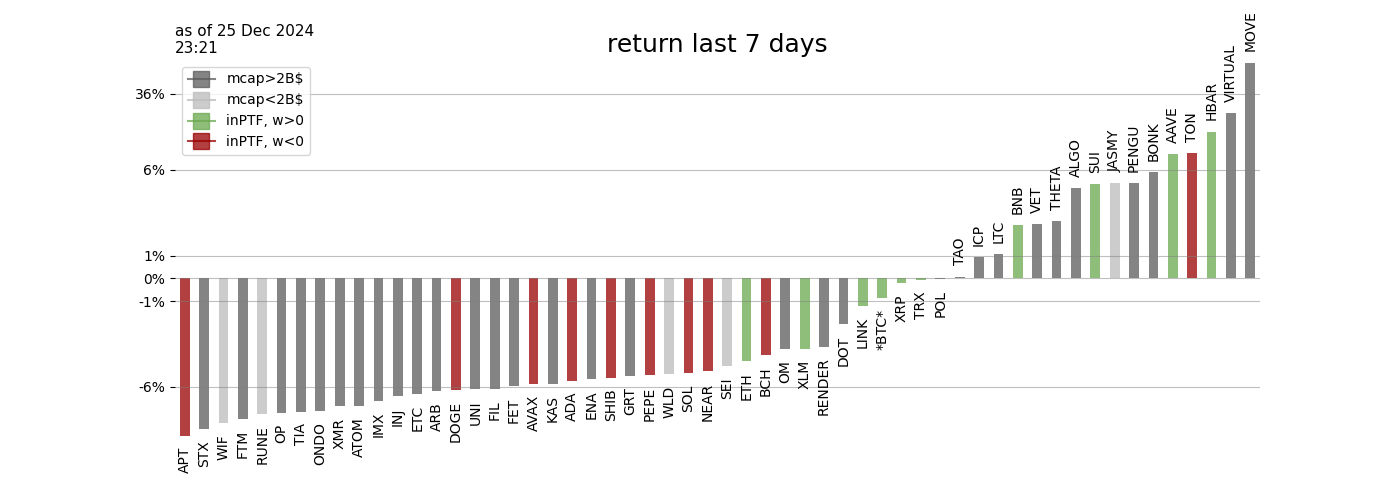 as of 25 Dec 2024
23:21
return last 7 days
mcap>2B$
mcap<2B$
inPTF, w>0
inPTF, w<0
36%
6%
1%
0%
-1%
-6%
APT
STX
WIF
FTM
RUNE
OP
TIA
ONDO
XMR
ATOM
IMX
INJ
ETC
ARB
DOGE
UNI
FIL
FET
AVAX
KAS
ADA
ENA
SHIB
GRT
PEPE
WLD
SOL
NEAR
SEI
ETH
BCH
OM
XLM
RENDER
DOT
LINK
*BTC*
XRP
TRX
POL
TAO
ICP
LTC
BNB
VET
THETA
ALGO
SUI
JASMY
PENGU
BONK
AAVE
TON
HBAR
VIRTUAL
MOVE